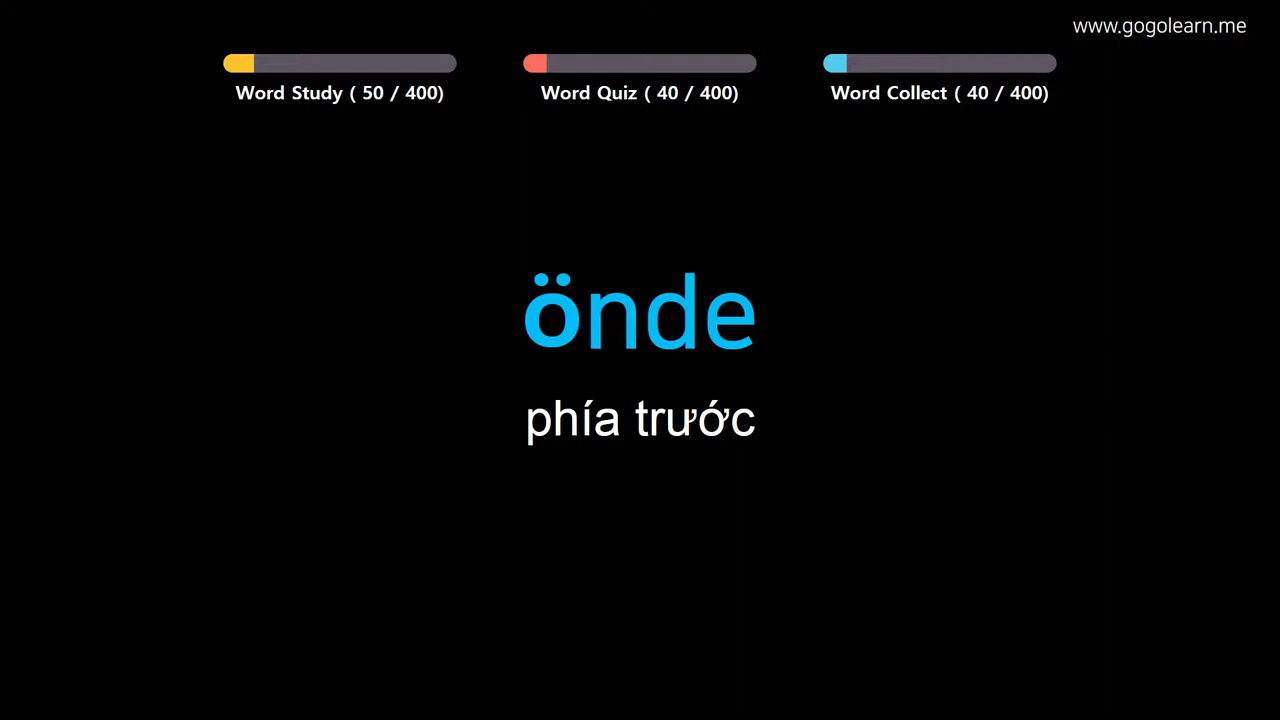 www.gogolearn.me
Word Study ( 50 / 400)
Word Quiz ( 40 / 400)
Word Collect ( 40 / 400)
önde
phía trước